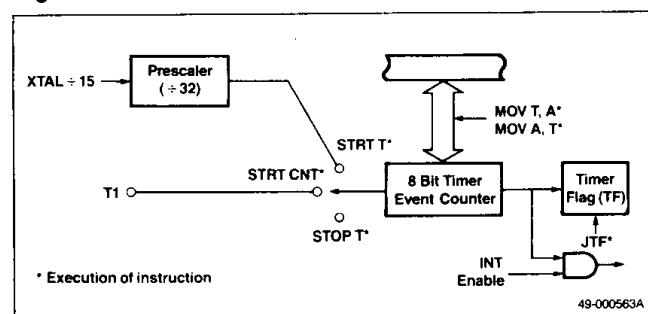 XTAL ÷ 15
Prescaler
(÷32)
MOV T, A*
MOV A, T*
STRT T*
STRT CNT*
T1
8 Bit Timer
Event Counter
Timer
Flag (TF)
STOP T*
JTF*
INT
Enable
* Execution of instruction
49-000563A